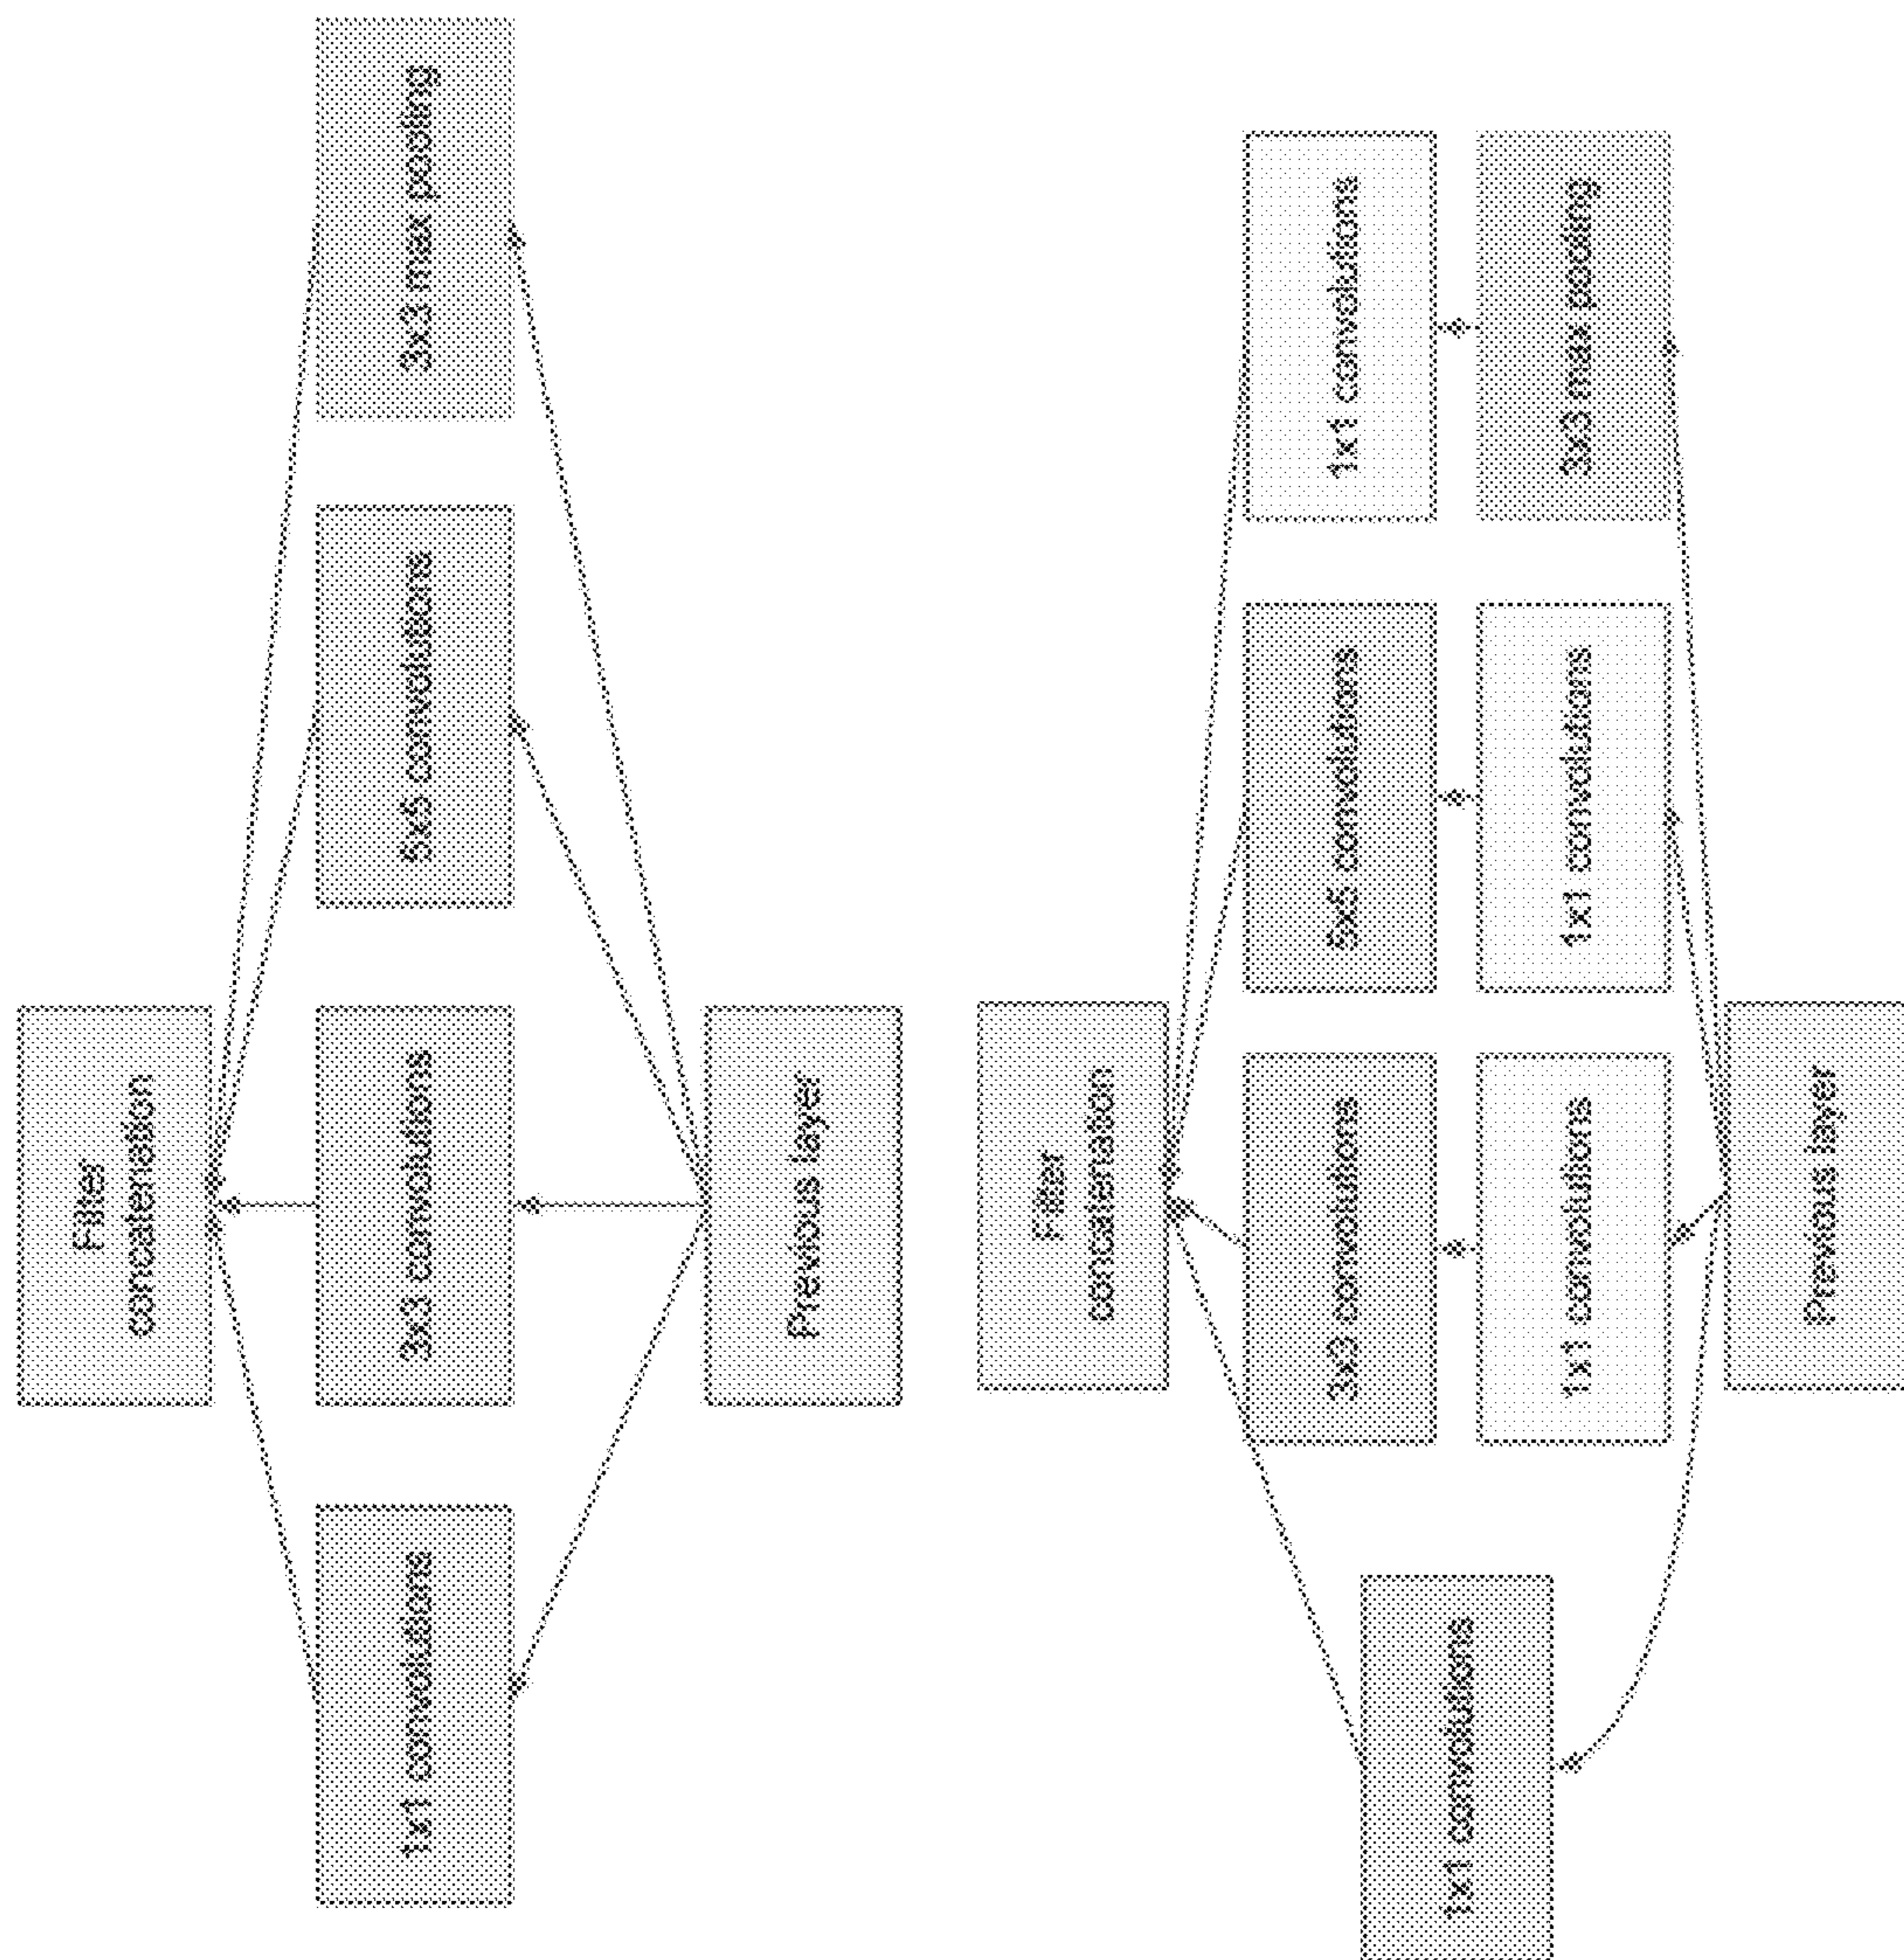 Filter
concatenation
1x1 convolutions
3x3 convolutions
5x5 convolutions
3x3 max pooling
Previous layer
Filter
concatenation
1x1 convolutions
3x3 convolutions
5x5 convolutions
1x1 convolutions
1x1 convolutions
1x1 convolutions
3x3 max pooling
Previous layer